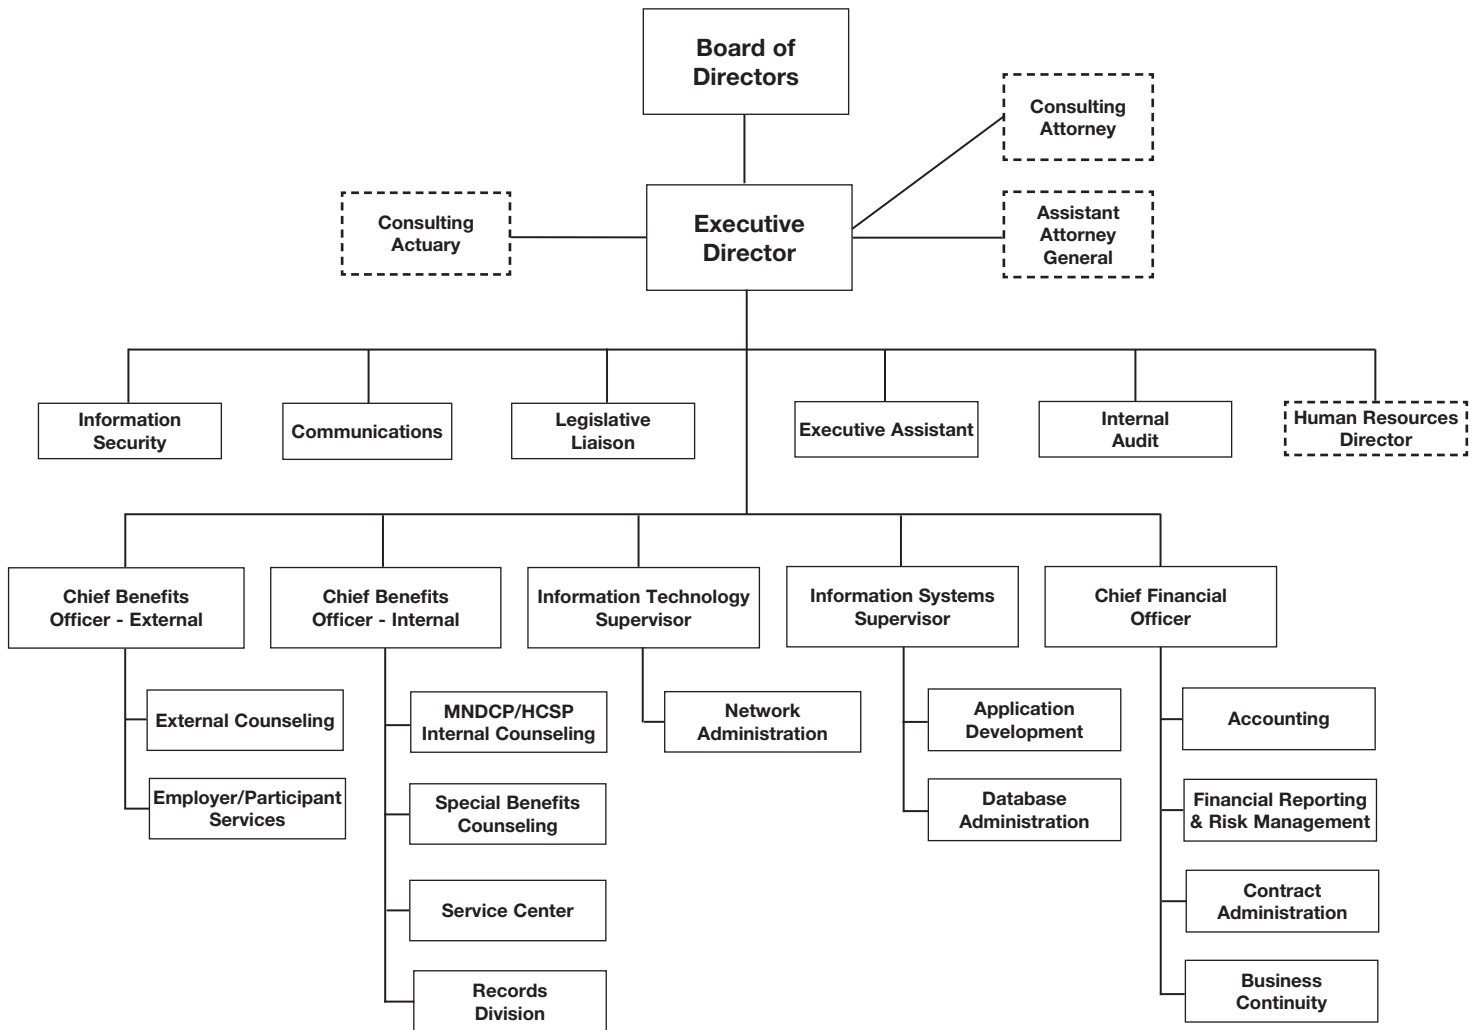 Board of
Directors
Consulting
Attorney
Consulting
Actuary
Executive
Director
Assistant
Attorney
General
Information
Security
Communications
Legislative
Liaison
Executive Assistant
Internal
Audit
Human Resources
Director
Chief Benefits
Officer - External
Chief Benefits
Officer - Internal
Information Technology
Supervisor
Information Systems
Supervisor
Chief Financial
Officer
External Counseling
Employer/Participant
Services
MNDCP/HCSP
Internal Counseling
Special Benefits
Counseling
Service Center
Records
Division
Network
Administration
Application
Development
Database
Administration
Accounting
Financial Reporting
& Risk Management
Contract
Administration
Business
Continuity